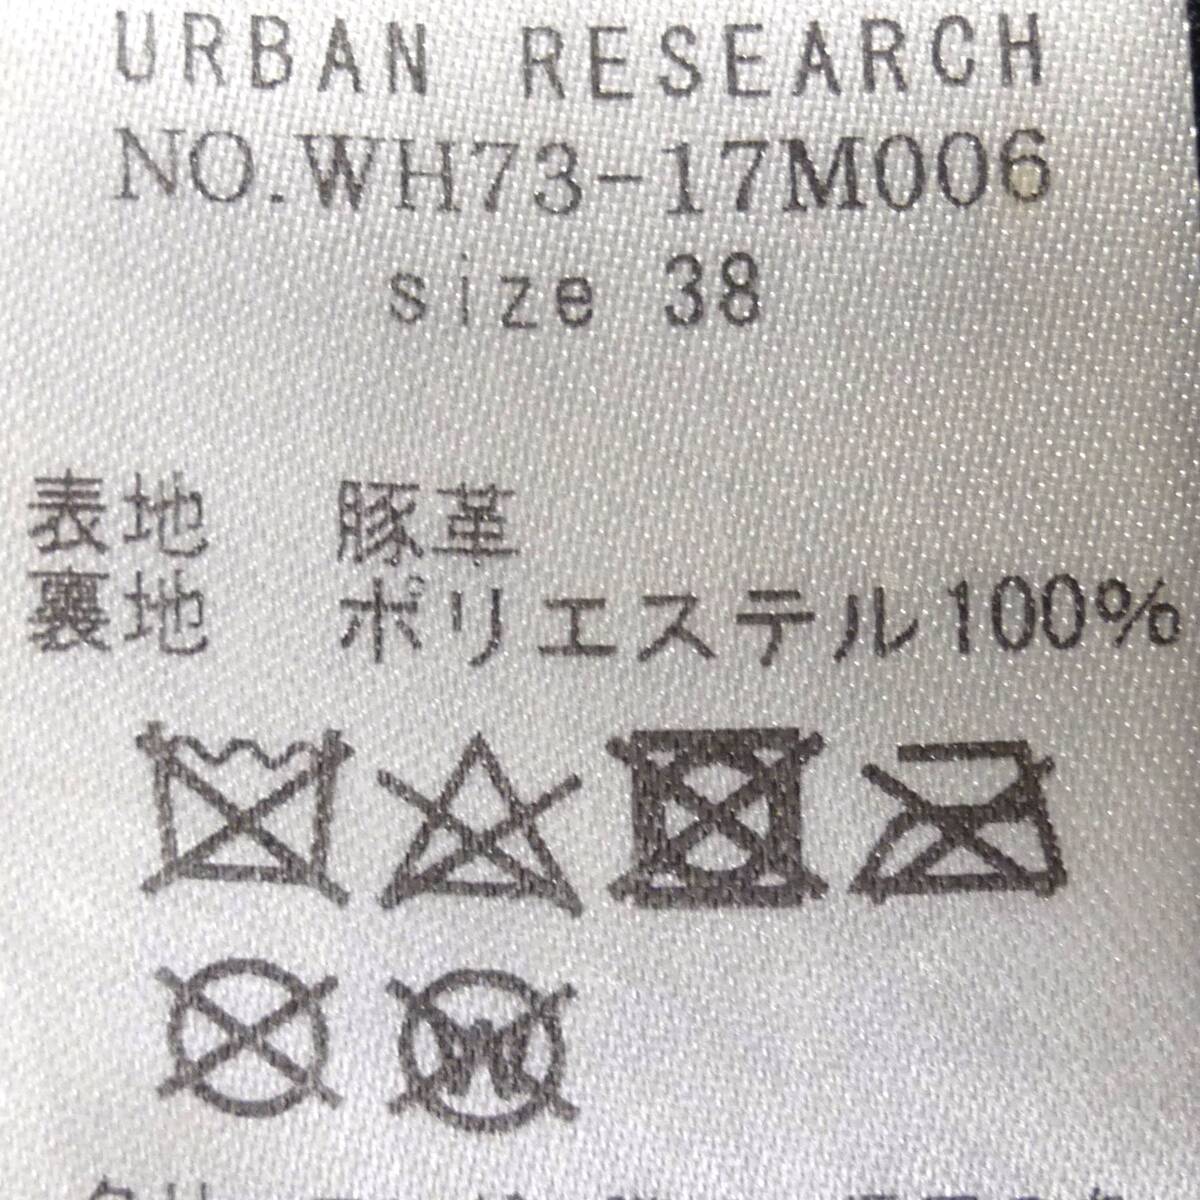 URBAN RESEARCH
NO.WH73-17M006
size 38
表地 豚革
裏地 ポリエステル100%